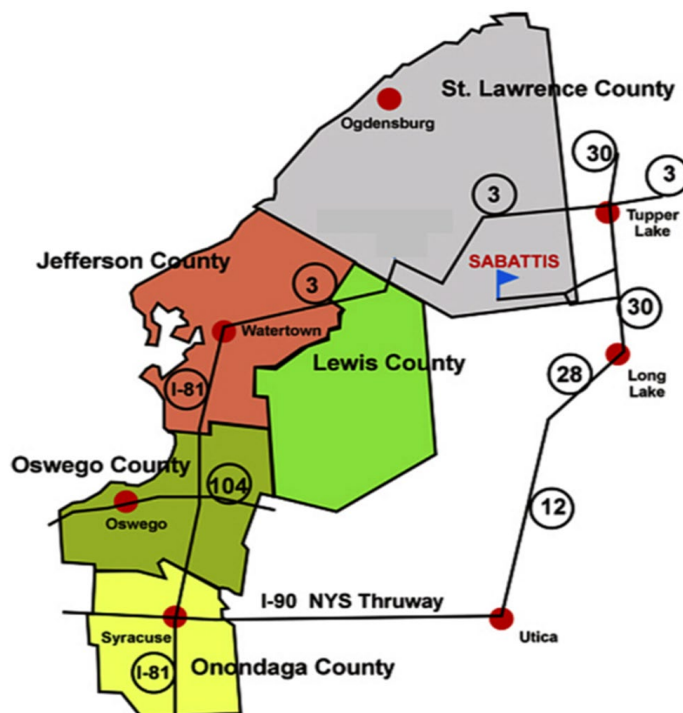 St. Lawrence County
Ogdensburg
30
3
3
Tupper
Lake
SABATTIS
Jefferson County
3
30
Watertown
Lewis County
28
Long
Lake
I-81
Oswego County
104
12
Oswego
I-90 NYS Thruway
Syracuse
Utica
I-81
Onondaga County